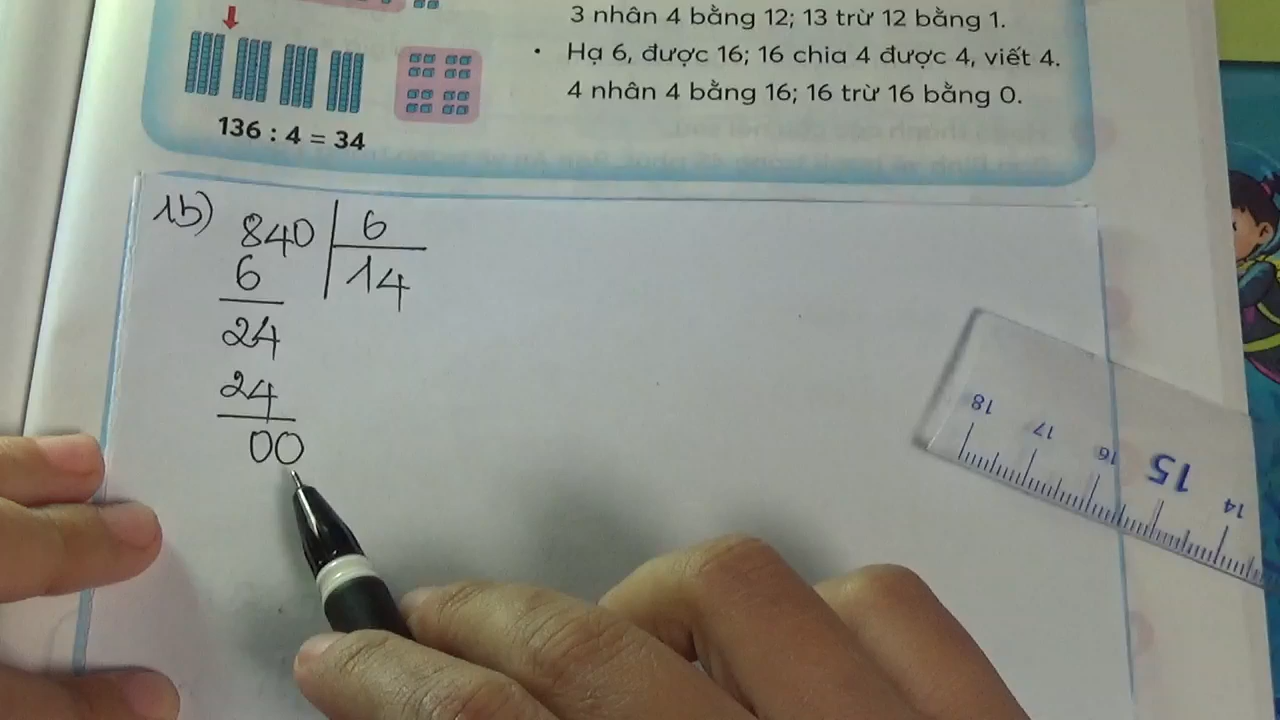 3 nhân 4 bằng 12; 13 trừ 12 bằng 1.
• Hạ 6, được 16; 16 chia 4 được 4, viết 4.
4 nhân 4 bằng 16; 16 trừ 16 bằng 0.
136 : 4 = 34
1b) 840 6
6 14
24
24
00
18 17 16 15 14